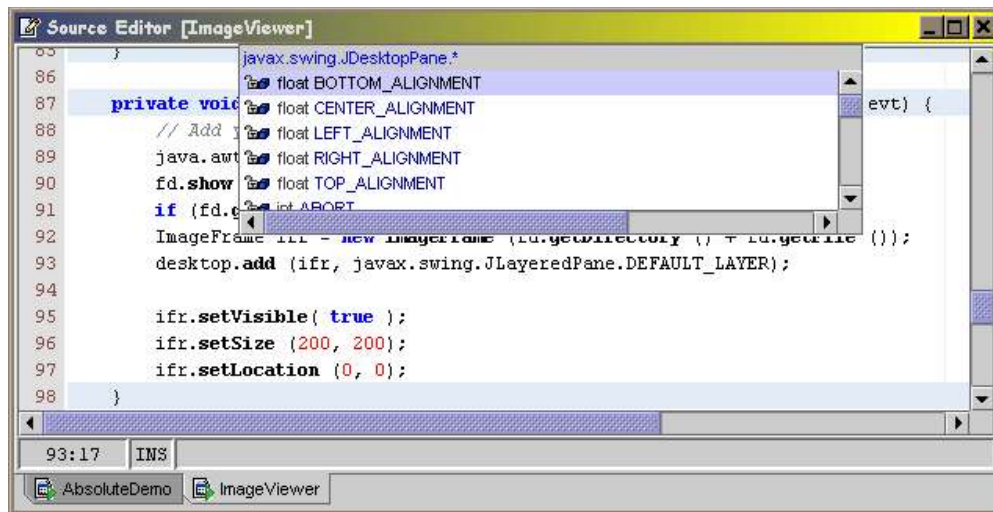 Source Editor [ImageViewer]
85 }
javax.swing.JDesktopPane.*
86
float BOTTOM_ALIGNMENT
87 private void evt) {
float CENTER_ALIGNMENT
88 // Add
float LEFT_ALIGNMENT
89 java.awt
float RIGHT_ALIGNMENT
90 fd.show
float TOP_ALIGNMENT
91 if (fd.g
int ABORT
92 ImageFrame ifr = new ImageFrame (fd.getDirectory () + fd.getFile ());
93 desktop.add (ifr, javax.swing.JLayeredPane.DEFAULT_LAYER);
94
95 ifr.setVisible( true );
96 ifr.setSize (200, 200);
97 ifr.setLocation (0, 0);
98 }
93:17 INS
AbsoluteDemo ImageViewer